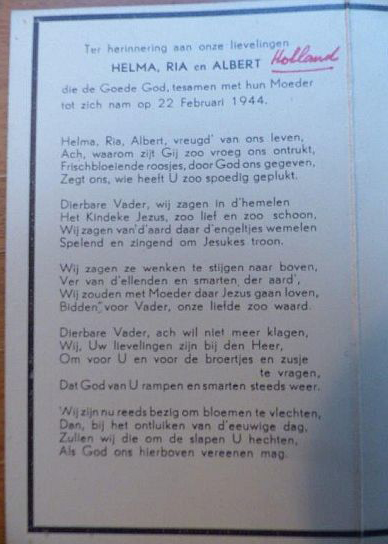 Ter herinnering aan onze lievelingen
HELMA, RIA en ALBERT Holland
die de Goede God, tesamen met hun Moeder
tot zich nam op 22 Februari 1944.
Helma, Ria, Albert, vreugd' van ons leven,
Ach, waarom zijt Gij zoo vroeg ons ontrukt,
Frischbloeiende roosjes, door God ons gegeven,
Zegt ons, wie heeft U zoo spoedig geplukt.
Dierbare Vader, wij zagen in d'hemelen
Het Kindeke Jezus, zoo lief en zoo schoon,
Wij zagen van'd'aard daar d'engeltjes wemelen
Spelend en zingend om Jesukes troon.
Wij zagen ze wenken te stijgen naar boven,
Ver van d'ellenden en smarten der aard',
Wij zouden met Moeder daar Jezus gaan loven,
Bidden" voor Vader, onze liefde zoo waard.
Dierbare Vader, ach wil niet meer klagen,
Wij, Uw lievelingen zijn bij den Heer,
Om voor U en voor de broertjes en zusje
te vragen,
Dat God van U rampen en smarten steeds weer.
Wij zijn nu reeds bezig om bloemen te vlechten,
Dan, bij het ontluiken van d'eeuwige dag,
Zullen wij die om de slapen U hechten,
Als God ons hierboven vereenen mag.